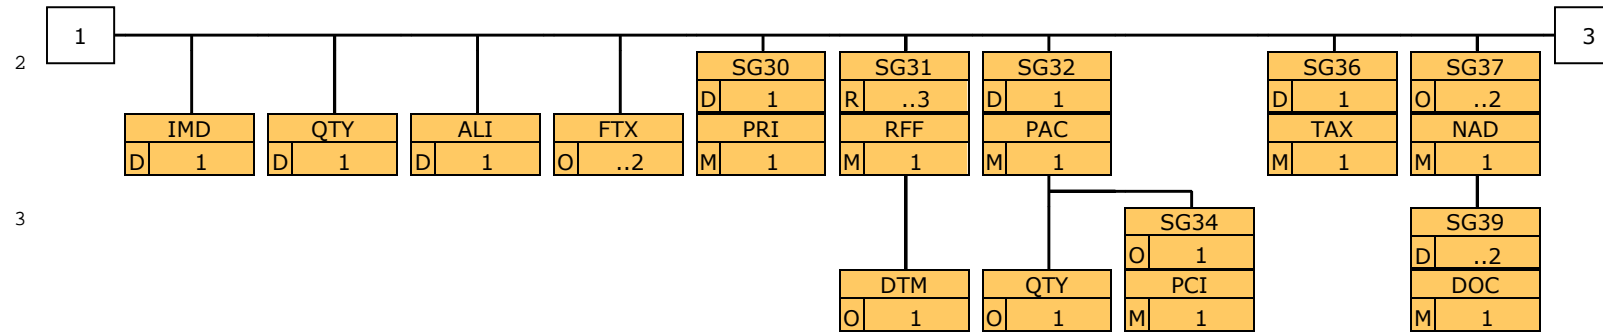 1
3
2
SG30 SG31 SG32 SG36 SG37
D 1 R ..3 D 1 D 1 O ..2
IMD QTY ALI FTX PRI RFF PAC TAX NAD
D 1 D 1 D 1 O ..2 M 1 M 1 M 1 M 1 M 1
3
SG34 SG39
O 1 D ..2
DTM QTY PCI DOC
O 1 O 1 M 1 M 1